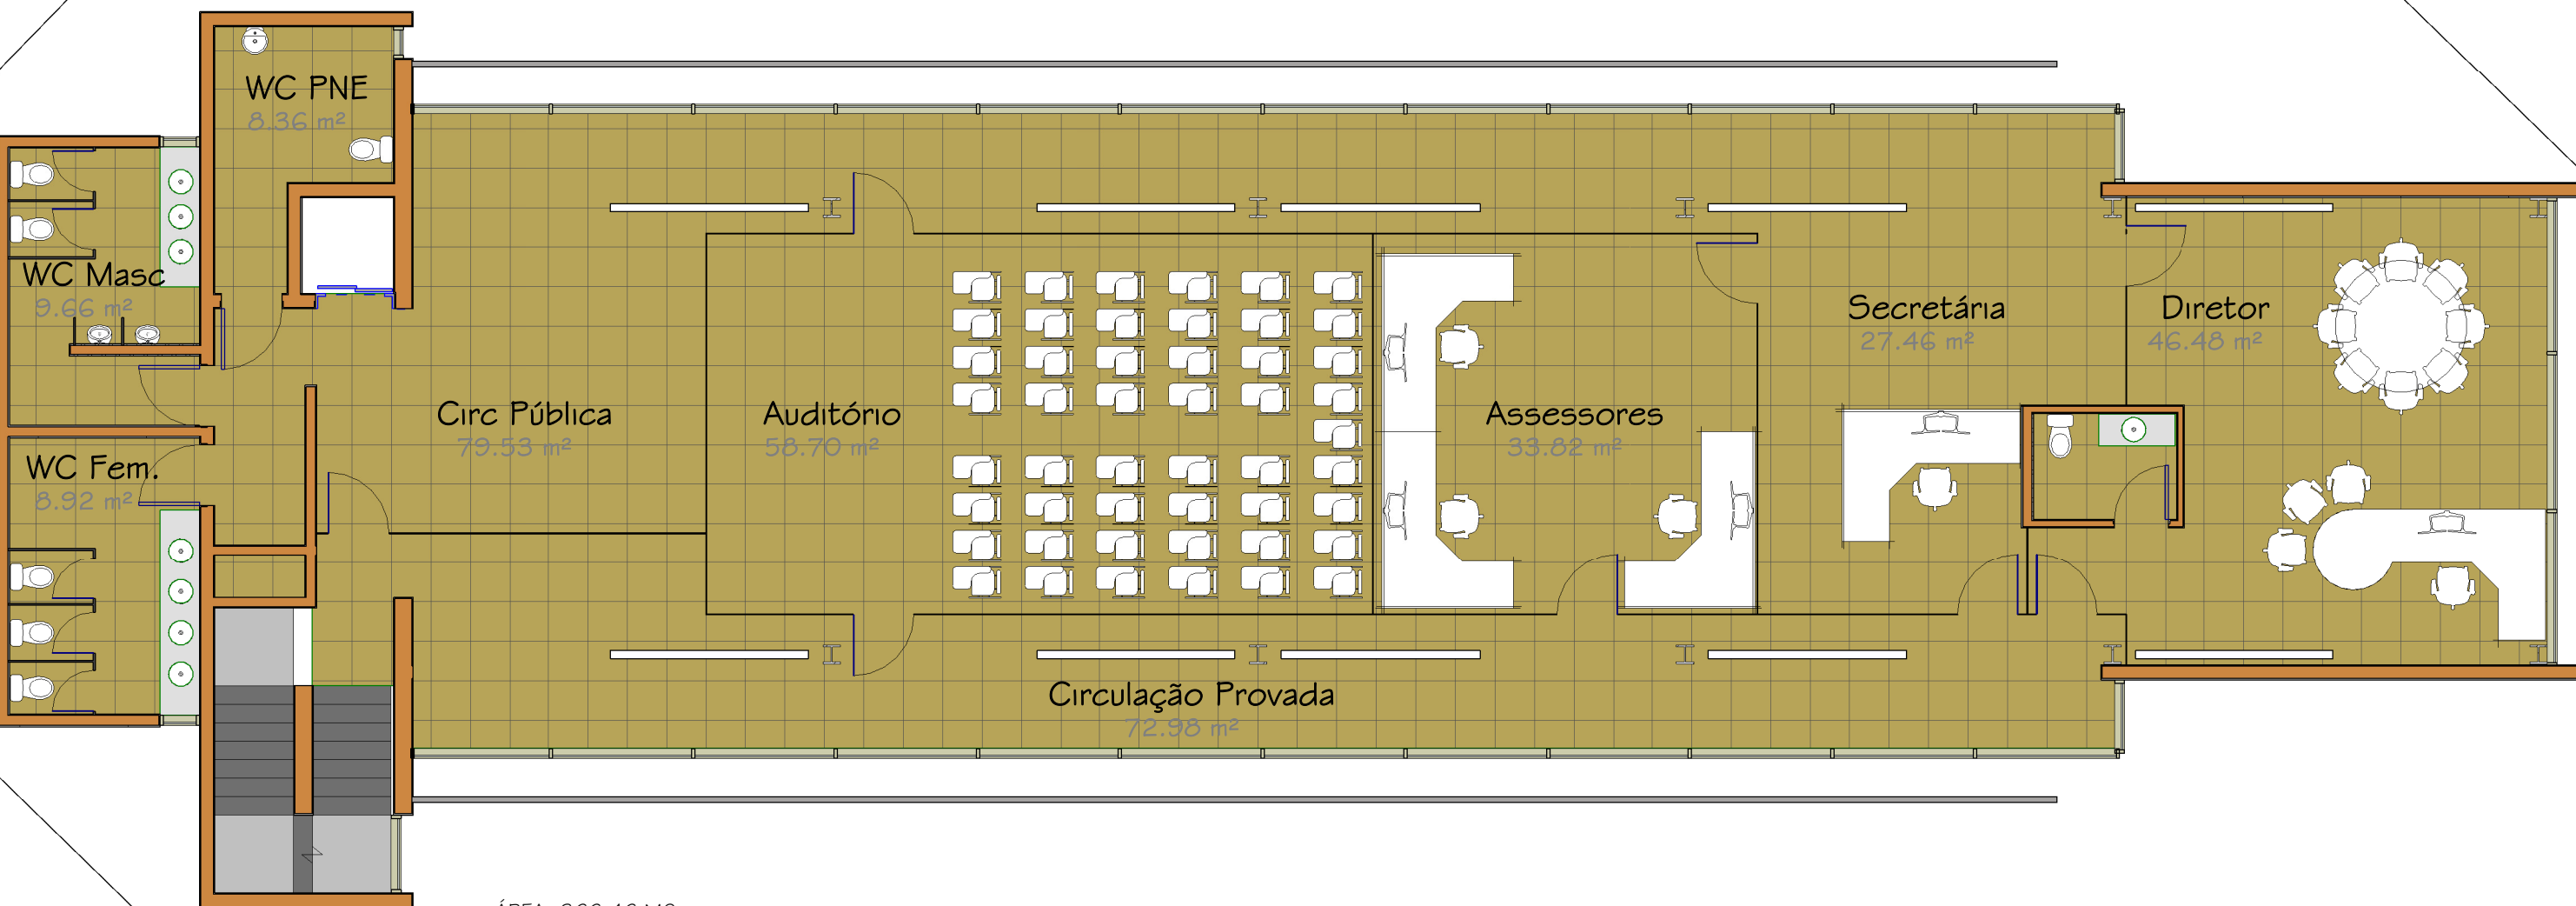 WC PNE
8.36 m²
WC Masc
9.66 m²
WC Fem.
8.92 m²
Circ Pública
79.53 m²
Auditório
58.70 m²
Assessores
33.82 m²
Secretária
27.46 m²
Diretor
46.48 m²
Circulação Provada
72.98 m²